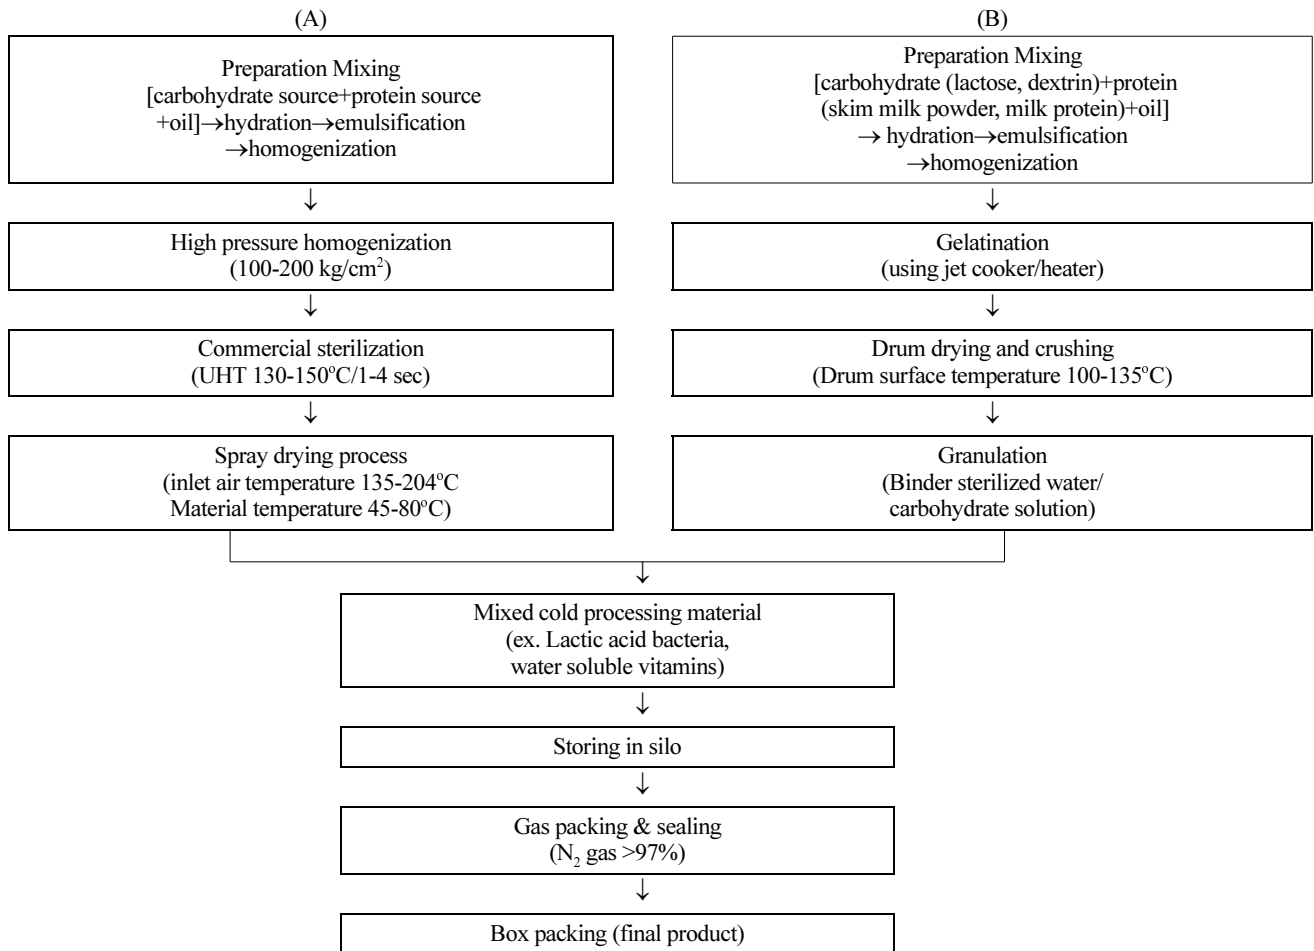 (A)
Preparation Mixing
[carbohydrate source+protein source
+oil]→hydration→emulsification
→homogenization
↓
High pressure homogenization
(100-200 kg/cm²)
↓
Commercial sterilization
(UHT 130-150°C/1-4 sec)
↓
Spray drying process
(inlet air temperature 135-204°C
Material temperature 45-80°C)
(B)
Preparation Mixing
[carbohydrate (lactose, dextrin)+protein
(skim milk powder, milk protein)+oil]
→ hydration→emulsification
→homogenization
↓
Gelatination
(using jet cooker/heater)
↓
Drum drying and crushing
(Drum surface temperature 100-135°C)
↓
Granulation
(Binder sterilized water/
carbohydrate solution)
↓
Mixed cold processing material
(ex. Lactic acid bacteria,
water soluble vitamins)
↓
Storing in silo
↓
Gas packing & sealing
(N₂ gas >97%)
↓
Box packing (final product)